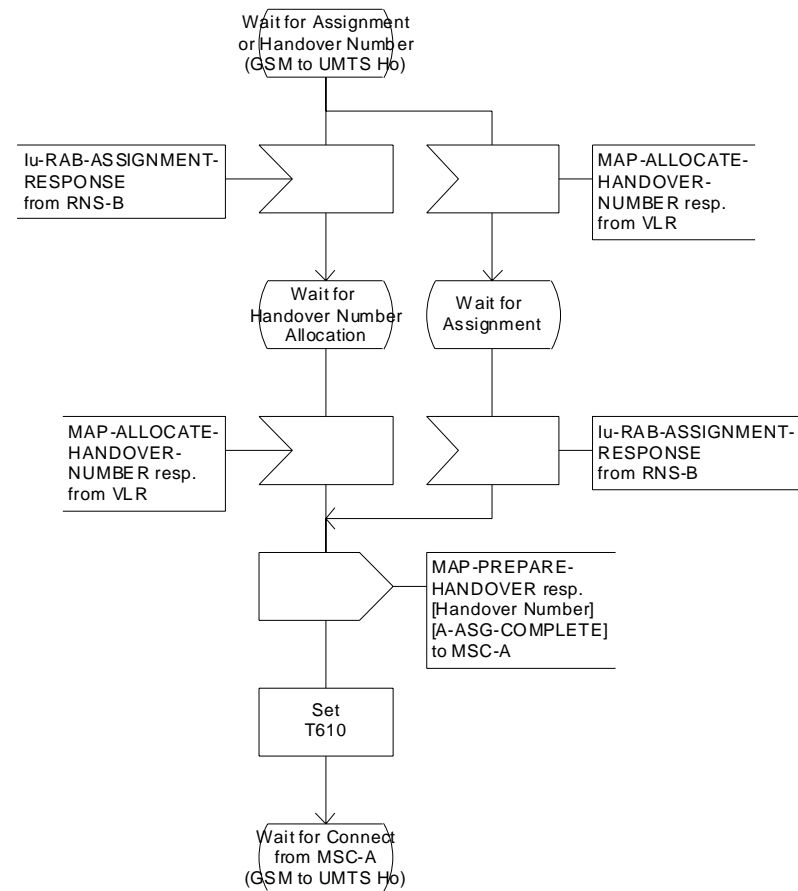 Wait for Assignment
or Handover Number
(GSM to UMTS Ho)
Iu-RAB-ASSIGNMENT-
RESPONSE
from RNS-B
MAP-ALLOCATE-
HANDOVER-
NUMBER resp.
from VLR
Wait for
Handover Number
Allocation
Wait for
Assignment
MAP-ALLOCATE-
HANDOVER-
NUMBER resp.
from VLR
Iu-RAB-ASSIGNMENT-
RESPONSE
from RNS-B
MAP-PREPARE-
HANDOVER resp.
[Handover Number]
[A-ASG-COMPLETE]
to MSC-A
Set
T610
Wait for Connect
from MSC-A
(GSM to UMTS Ho)